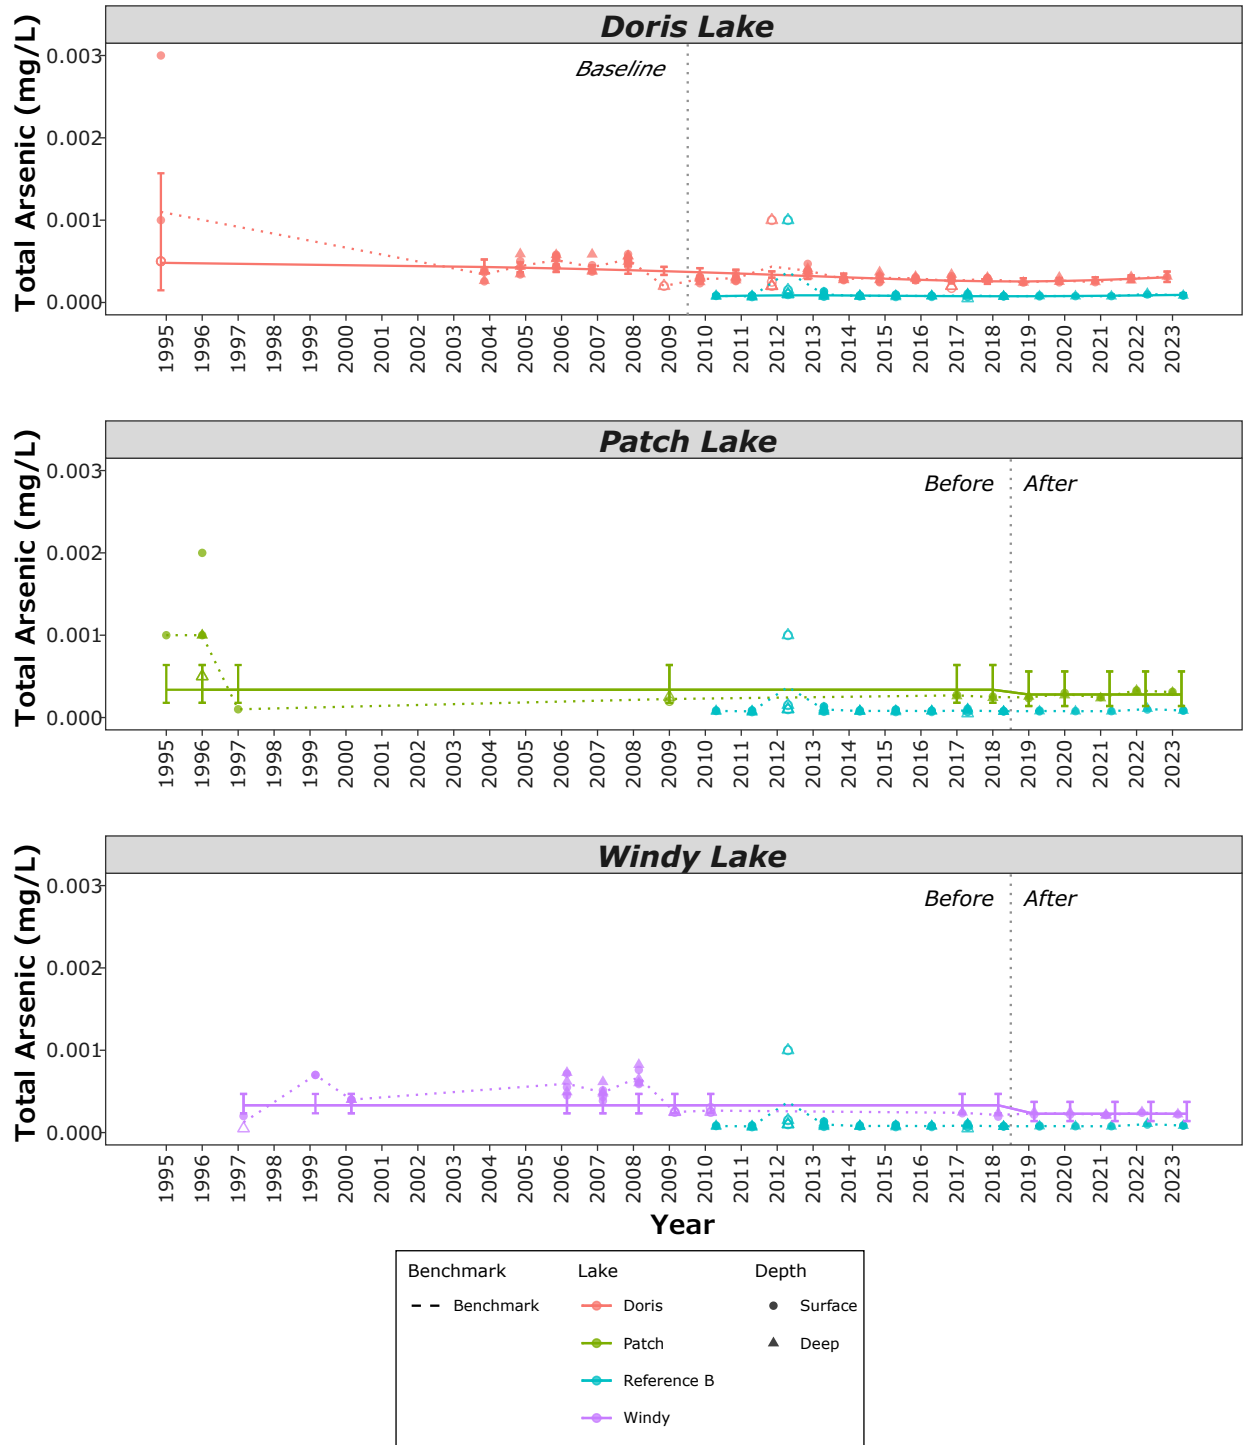 Doris Lake
Total Arsenic (mg/L)
0.003
0.002
0.001
0.000
Baseline
1995 1996 1997 1998 1999 2000 2001 2002 2003 2004 2005 2006 2007 2008 2009 2010 2011 2012 2013 2014 2015 2016 2017 2018 2019 2020 2021 2022 2023
Patch Lake
Total Arsenic (mg/L)
0.003
0.002
0.001
0.000
Before After
1995 1996 1997 1998 1999 2000 2001 2002 2003 2004 2005 2006 2007 2008 2009 2010 2011 2012 2013 2014 2015 2016 2017 2018 2019 2020 2021 2022 2023
Windy Lake
Total Arsenic (mg/L)
0.003
0.002
0.001
0.000
Before After
1995 1996 1997 1998 1999 2000 2001 2002 2003 2004 2005 2006 2007 2008 2009 2010 2011 2012 2013 2014 2015 2016 2017 2018 2019 2020 2021 2022 2023
Year
Benchmark
Benchmark
Lake
Doris
Patch
Reference B
Windy
Depth
Surface
Deep